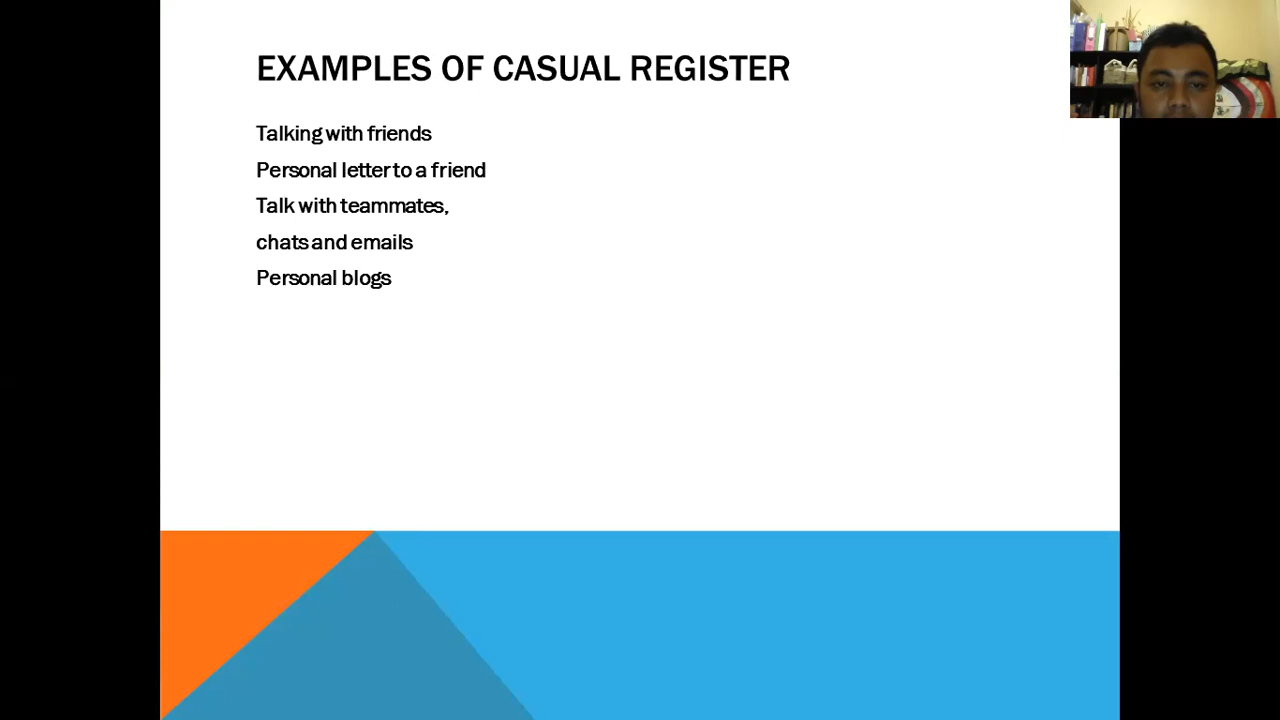 EXAMPLES OF CASUAL REGISTER
Talking with friends
Personal letter to a friend
Talk with teammates,
chats and emails
Personal blogs